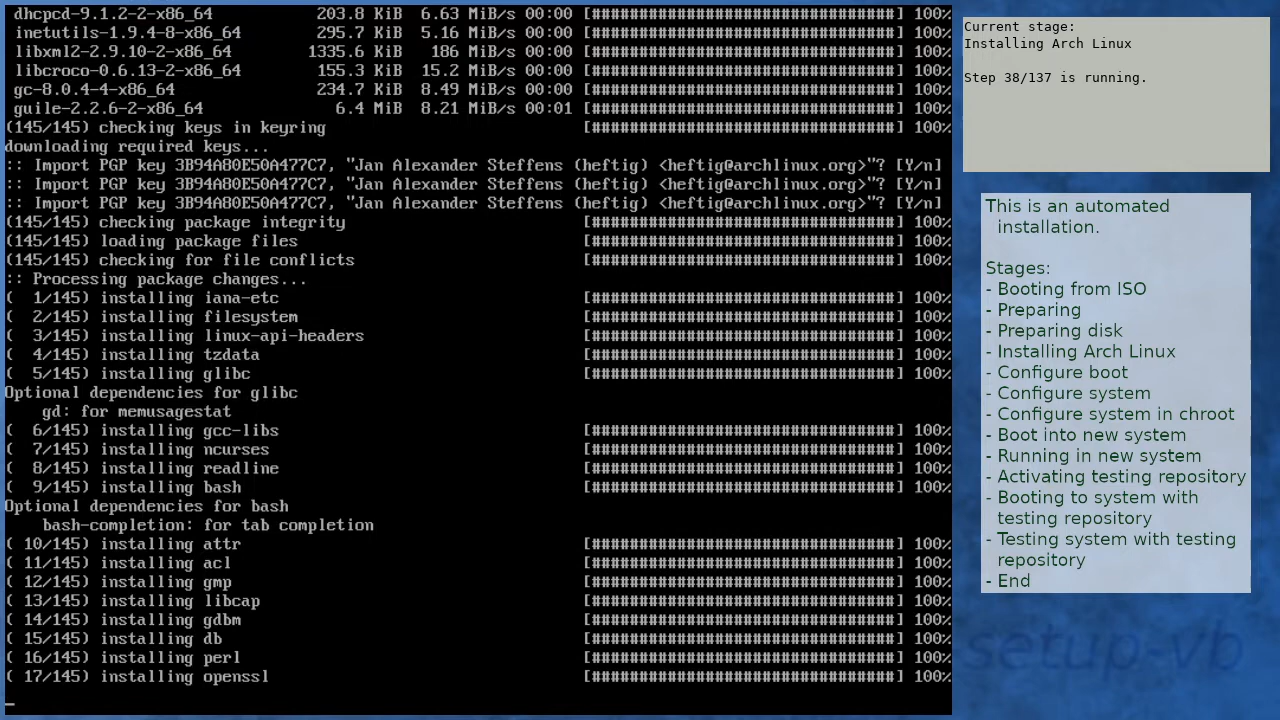 dhcpcd-9.1.2-2-x86_64 203.8 KiB 6.63 MiB/s 00:00 [################################] 100%
inetutils-1.9.4-8-x86_64 295.7 KiB 5.16 MiB/s 00:00 [################################] 100%
libxml2-2.9.10-2-x86_64 1335.6 KiB 186 MiB/s 00:00 [################################] 100%
libcroco-0.6.13-2-x86_64 155.3 KiB 15.2 MiB/s 00:00 [################################] 100%
gc-8.0.4-4-x86_64 234.7 KiB 8.49 MiB/s 00:00 [################################] 100%
guile-2.2.6-2-x86_64 6.4 MiB 8.21 MiB/s 00:01 [################################] 100%
(145/145) checking keys in keyring [################################] 100%
downloading required keys...
:: Import PGP key 3B94A80E50A477C7, "Jan Alexander Steffens (heftig) <heftig@archlinux.org>"? [Y/n]
:: Import PGP key 3B94A80E50A477C7, "Jan Alexander Steffens (heftig) <heftig@archlinux.org>"? [Y/n]
:: Import PGP key 3B94A80E50A477C7, "Jan Alexander Steffens (heftig) <heftig@archlinux.org>"? [Y/n]
(145/145) checking package integrity [################################] 100%
(145/145) loading package files [################################] 100%
(145/145) checking for file conflicts [################################] 100%
:: Processing package changes...
( 1/145) installing iana-etc [################################] 100%
( 2/145) installing filesystem [################################] 100%
( 3/145) installing linux-api-headers [################################] 100%
( 4/145) installing tzdata [################################] 100%
( 5/145) installing glibc [################################] 100%
Optional dependencies for glibc
gd: for memusagestat
( 6/145) installing gcc-libs [################################] 100%
( 7/145) installing ncurses [################################] 100%
( 8/145) installing readline [################################] 100%
( 9/145) installing bash [################################] 100%
Optional dependencies for bash
bash-completion: for tab completion
( 10/145) installing attr [################################] 100%
( 11/145) installing acl [################################] 100%
( 12/145) installing gmp [################################] 100%
( 13/145) installing libcap [################################] 100%
( 14/145) installing gdbm [################################] 100%
( 15/145) installing db [################################] 100%
( 16/145) installing perl [################################] 100%
( 17/145) installing openssl [################################] 100%
Current stage:
Installing Arch Linux
Step 38/137 is running.
This is an automated
installation.
Stages:
- Booting from ISO
- Preparing
- Preparing disk
- Installing Arch Linux
- Configure boot
- Configure system
- Configure system in chroot
- Boot into new system
- Running in new system
- Activating testing repository
- Booting to system with
testing repository
- Testing system with testing
repository
- End
setup-vb